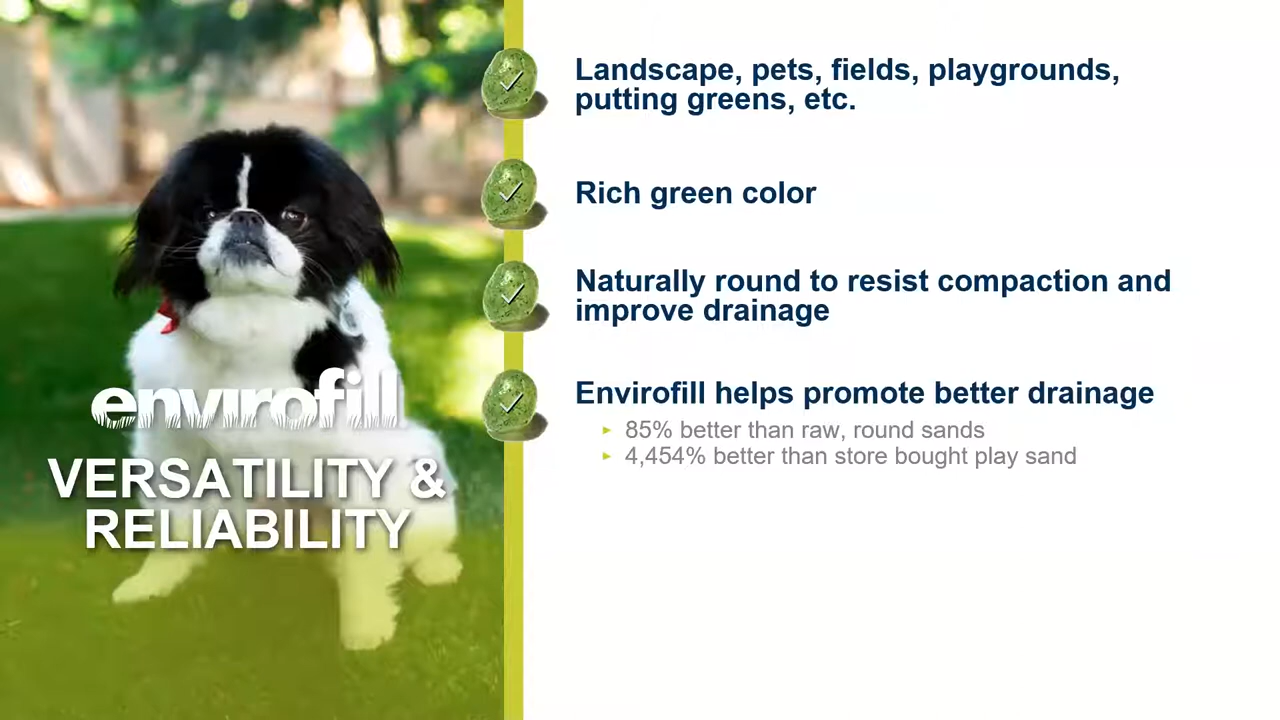 envirofill
VERSATILITY &
RELIABILITY
Landscape, pets, fields, playgrounds,
putting greens, etc.
Rich green color
Naturally round to resist compaction and
improve drainage
Envirofill helps promote better drainage
85% better than raw, round sands
4,454% better than store bought play sand